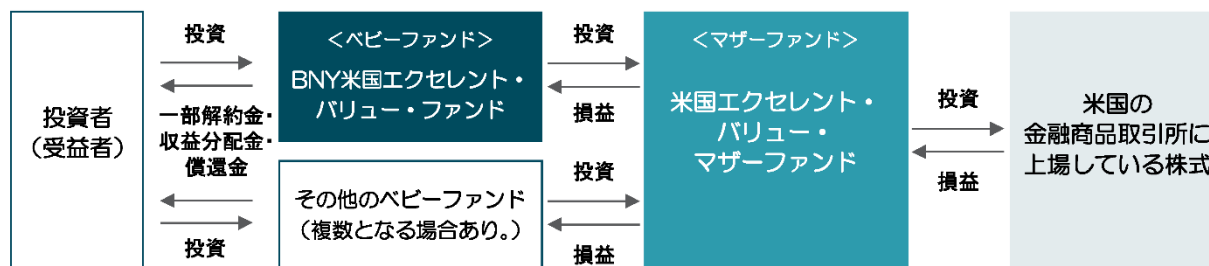 投資者
(受益者)
投資
一部解約金・
収益分配金・
償還金
投資
＜ベビーファンド＞
BNY米国エクセレント・
バリュー・ファンド
その他のベビーファンド
(複数となる場合あり。)
投資
損益
投資
損益
＜マザーファンド＞
米国エクセレント・
バリュー・
マザーファンド
投資
損益
米国の
金融商品取引所に
上場している株式